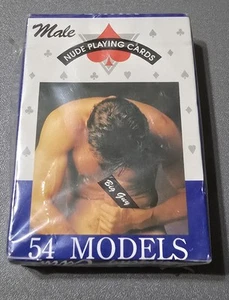 Male
NUDE PLAYING CARDS
Big Guy
54 MODELS